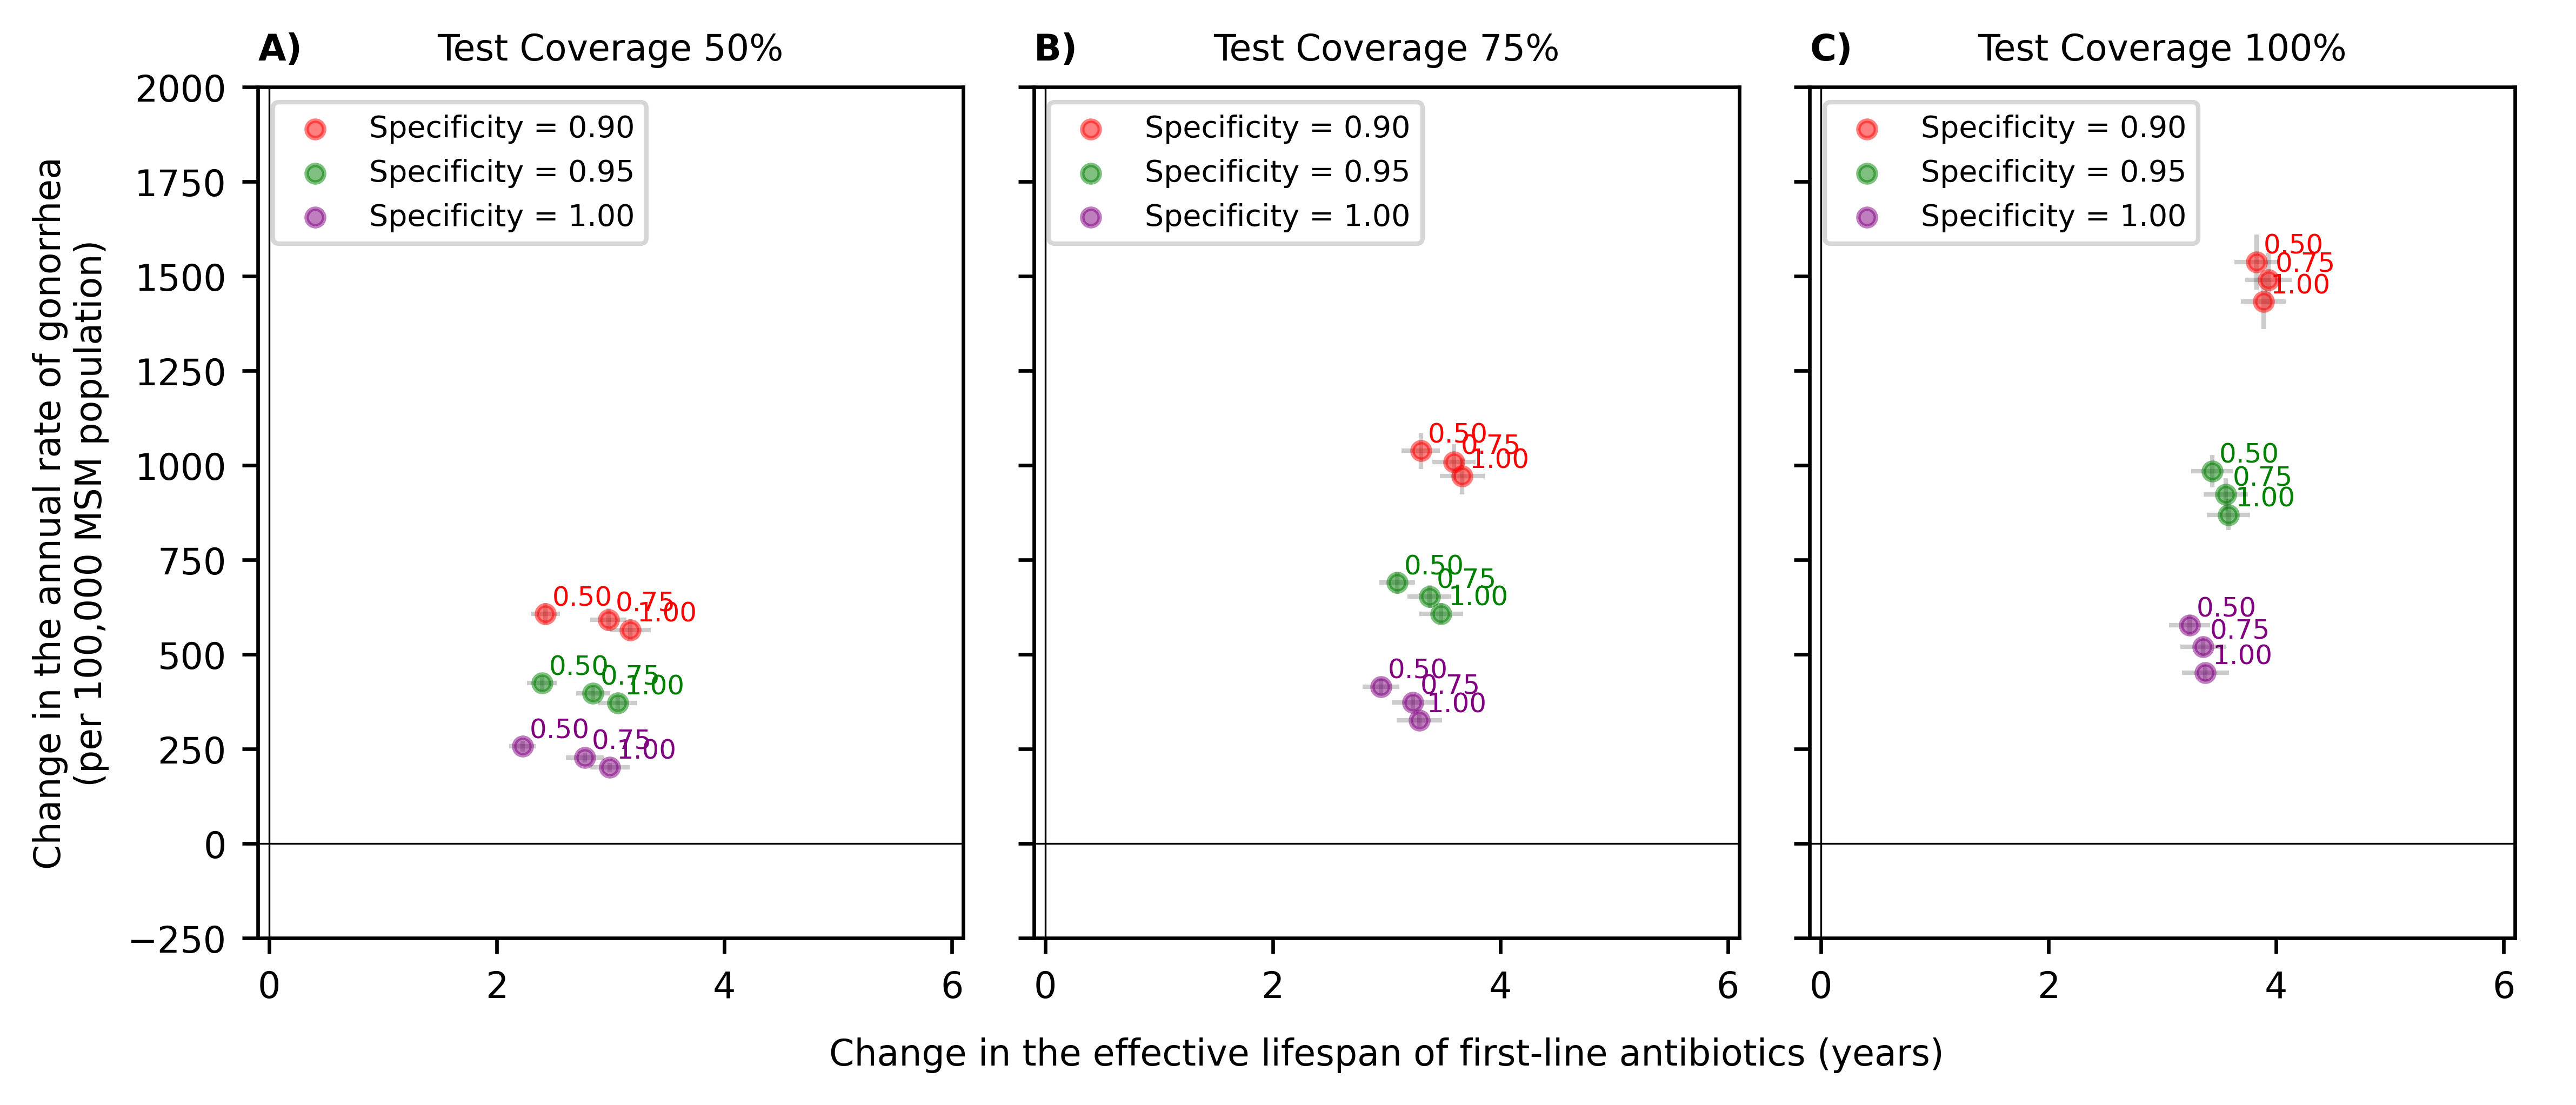 A) Test Coverage 50%
B) Test Coverage 75%
C) Test Coverage 100%
Change in the annual rate of gonorrhea
(per 100,000 MSM population)
2000
1750
1500
1250
1000
750
500
250
0
−250
Specificity = 0.90
Specificity = 0.95
Specificity = 1.00
0.50
0.75
1.00
0.50
0.75
1.00
0.50
0.75
1.00
0 2 4 6
Specificity = 0.90
Specificity = 0.95
Specificity = 1.00
0.50
0.75
1.00
0.50
0.75
1.00
0.50
0.75
1.00
0 2 4 6
Specificity = 0.90
Specificity = 0.95
Specificity = 1.00
0.50
0.75
1.00
0.50
0.75
1.00
0.50
0.75
1.00
0 2 4 6
Change in the effective lifespan of first-line antibiotics (years)